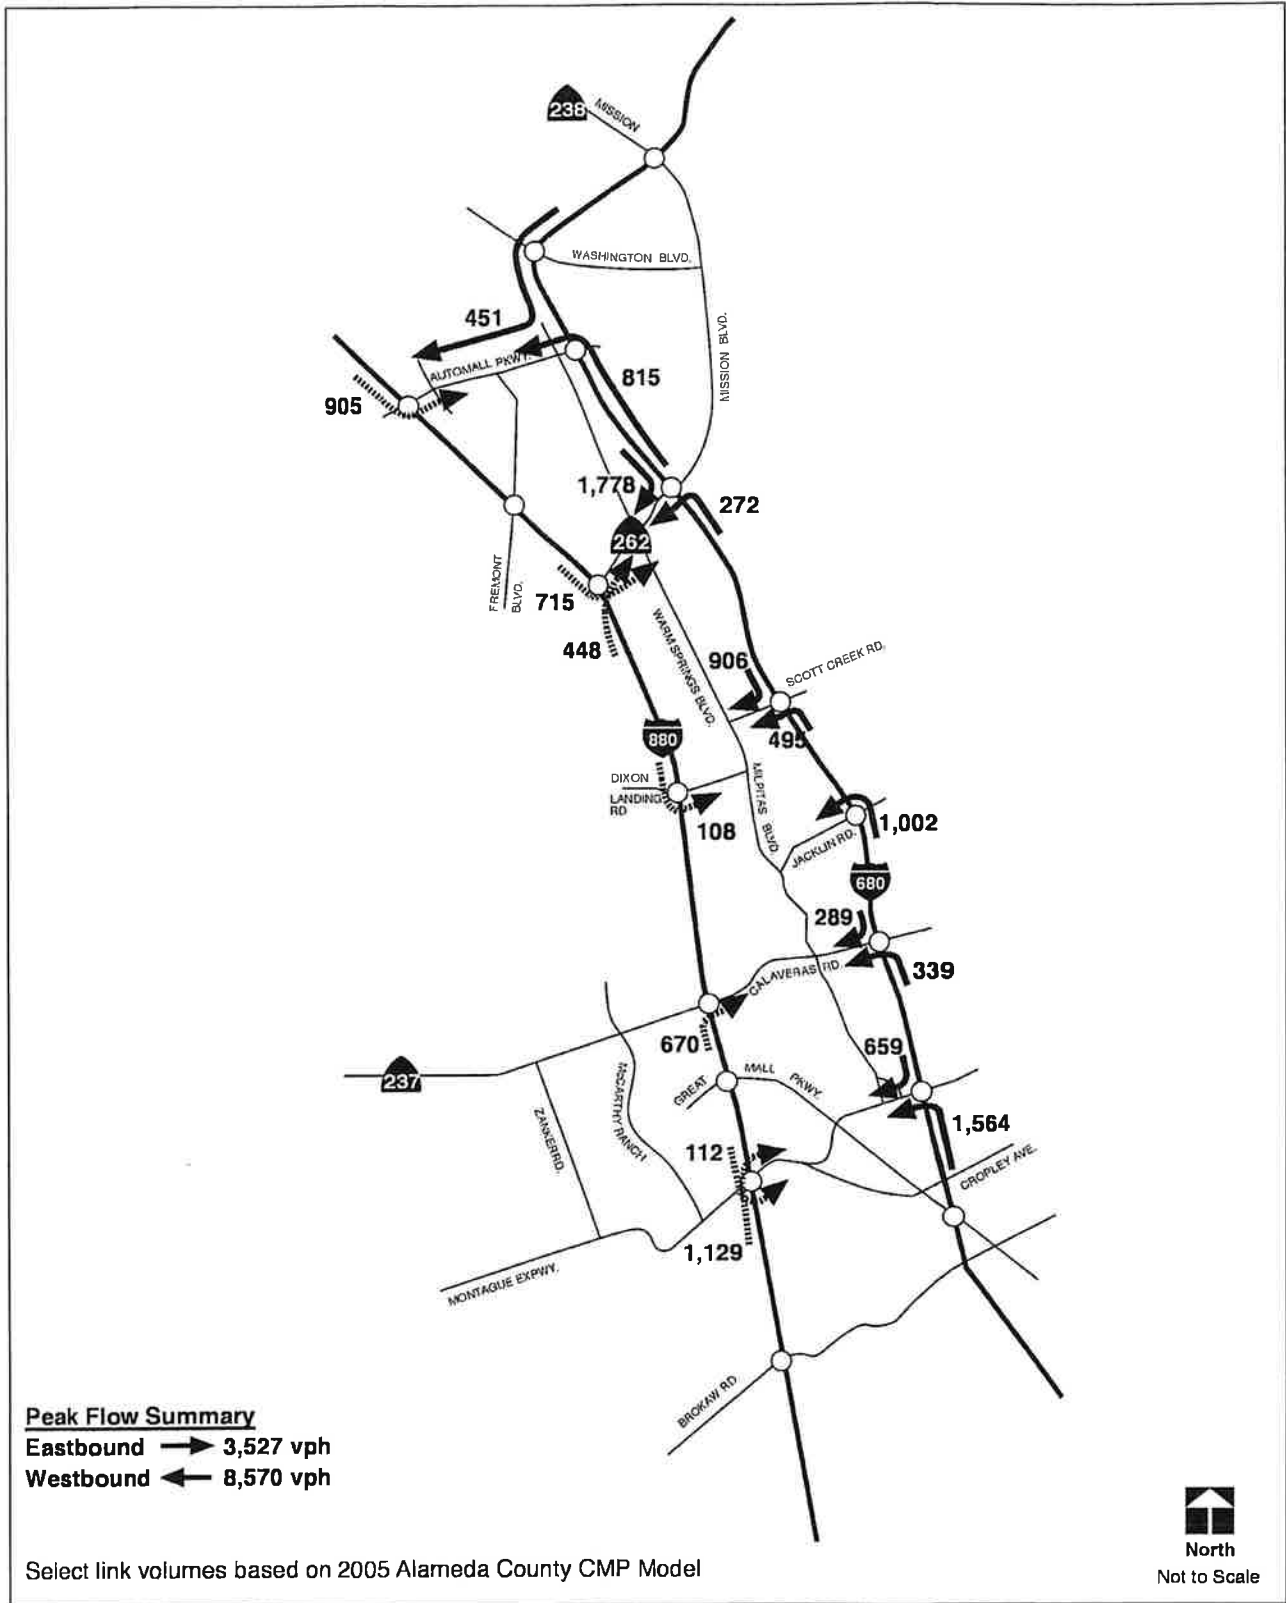 238
MISSION
WASHINGTON BLVD.
451
AUTOMALL PKWY.
815
MISSION BLVD.
905
1,778
272
262
FREMONT
BLVD.
715
448
WARM SPRINGS BLVD.
906
SCOTT CREEK RD.
495
880
DIXON
LANDING
RD
108
MILPITAS BLVD.
1,002
JACKLIN RD.
680
289
339
CALAVERAS RD.
670
659
237
GREAT MALL PKWY.
McCARTHY RANCH
ZANKER RD.
112
1,564
CROPLEY AVE.
1,129
MONTAGUE EXPWY.
BROKAW RD
Peak Flow Summary
Eastbound 3,527 vph
Westbound 8,570 vph
Select link volumes based on 2005 Alameda County CMP Model
North
Not to Scale